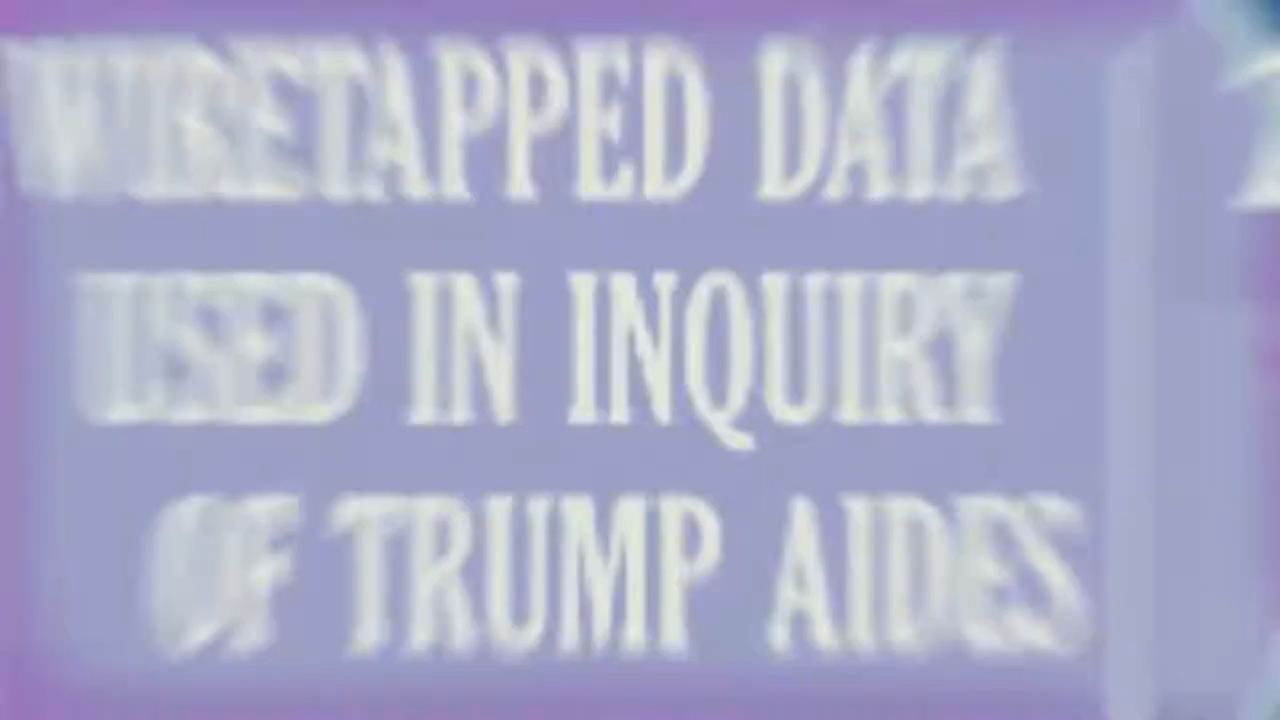 WIRETAPPED DATA
USED IN INQUIRY
OF TRUMP AIDES